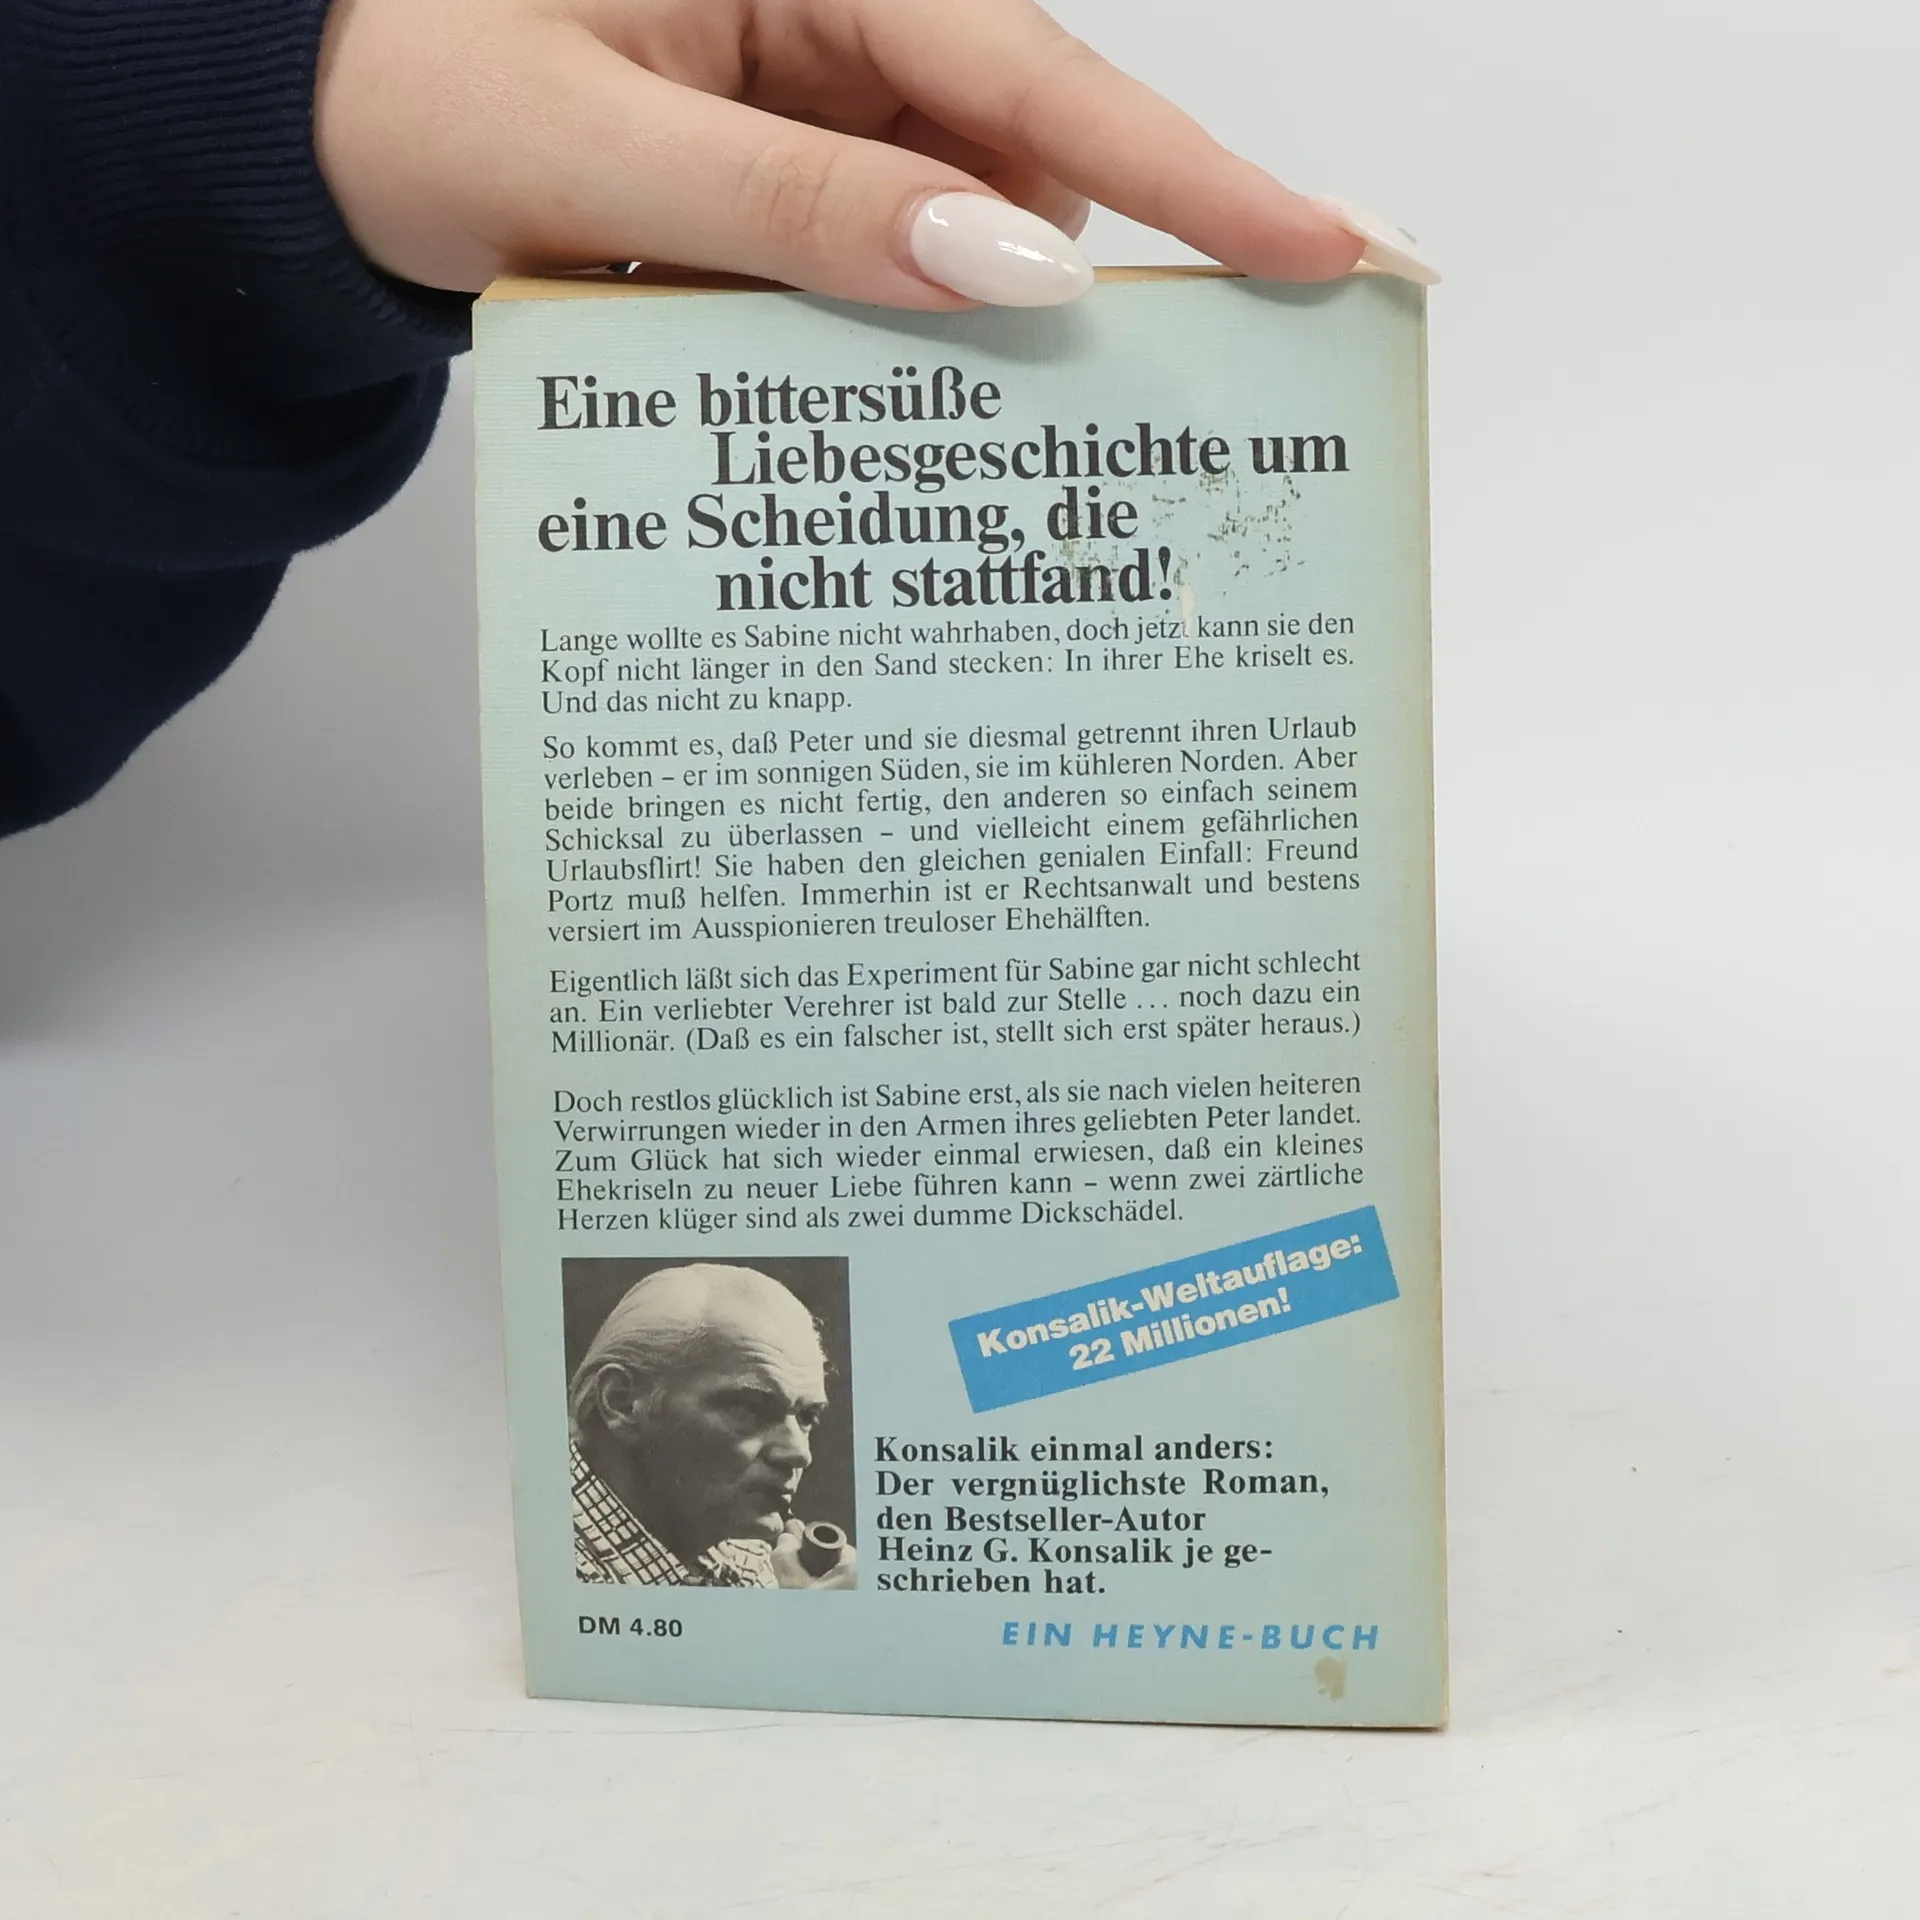 Eine bittersüße
Liebesgeschichte um
eine Scheidung, die
nicht stattfand!
Lange wollte es Sabine nicht wahrhaben, doch jetzt kann sie den
Kopf nicht länger in den Sand stecken: In ihrer Ehe kriselt es.
Und das nicht zu knapp.
So kommt es, daß Peter und sie diesmal getrennt ihren Urlaub
verleben – er im sonnigen Süden, sie im kühleren Norden. Aber
beide bringen es nicht fertig, den anderen so einfach seinem
Schicksal zu überlassen – und vielleicht einem gefährlichen
Urlaubsflirt! Sie haben den gleichen genialen Einfall: Freund
Portz muß helfen. Immerhin ist er Rechtsanwalt und bestens
versiert im Ausspionieren treuloser Ehehälften.
Eigentlich läßt sich das Experiment für Sabine gar nicht schlecht
an. Ein verliebter Verehrer ist bald zur Stelle ... noch dazu ein
Millionär. (Daß es ein falscher ist, stellt sich erst später heraus.)
Doch restlos glücklich ist Sabine erst, als sie nach vielen heiteren
Verwirrungen wieder in den Armen ihres geliebten Peter landet.
Zum Glück hat sich wieder einmal erwiesen, daß ein kleines
Ehekriseln zu neuer Liebe führen kann – wenn zwei zärtliche
Herzen klüger sind als zwei dumme Dickschädel.
Konsalik-Weltauflage:
22 Millionen!
Konsalik einmal anders:
Der vergnüglichste Roman,
den Bestseller-Autor
Heinz G. Konsalik je ge-
schrieben hat.
DM 4.80
EIN HEYNE-BUCH